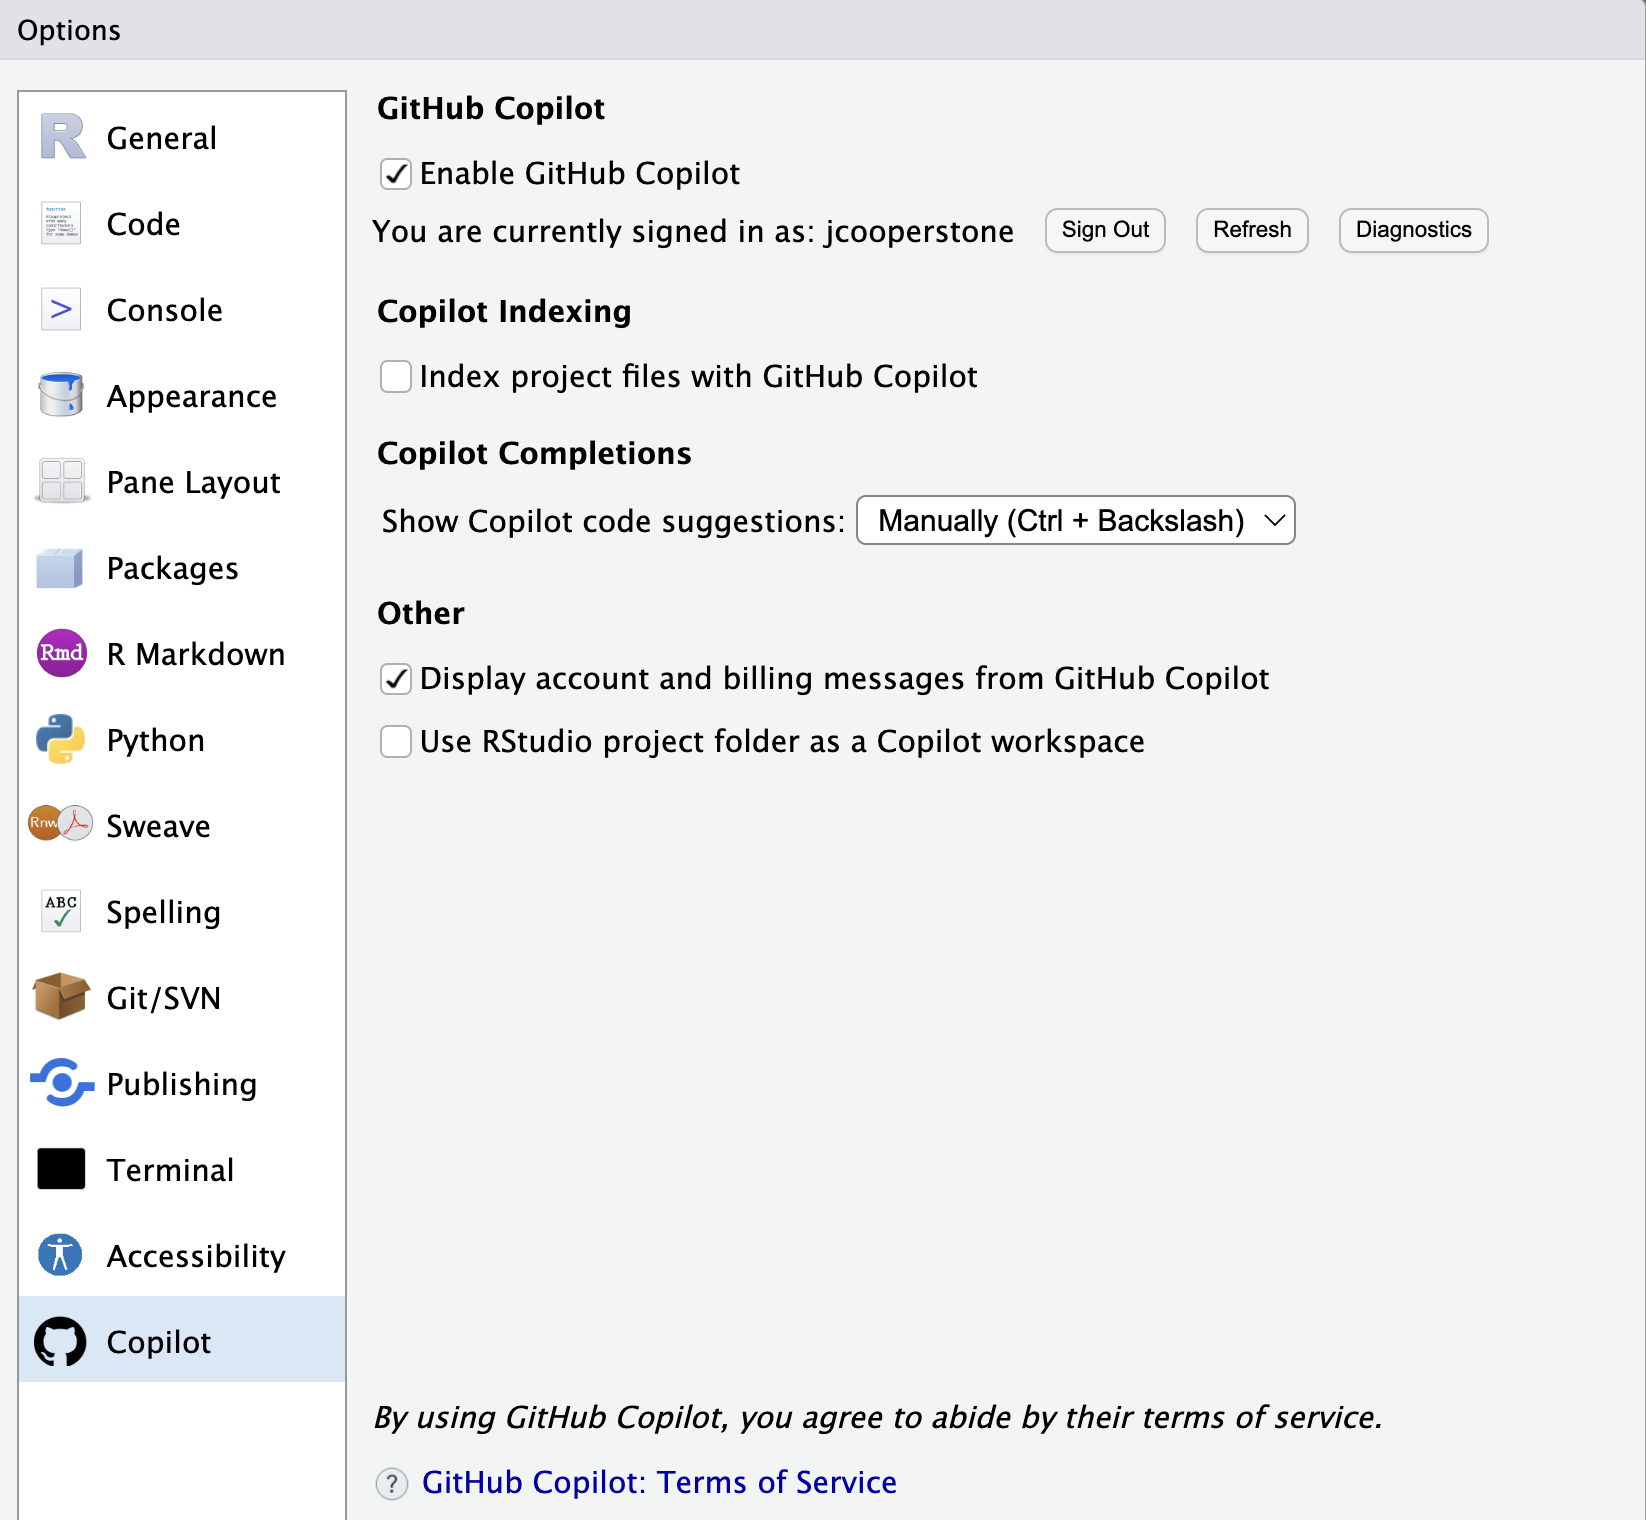 Options
General
Code
>
Console
Appearance
Pane Layout
Packages
Rmd
R Markdown
Python
Rnw
Sweave
ABC
Spelling
Git/SVN
Publishing
Terminal
Accessibility
Copilot
GitHub Copilot
Enable GitHub Copilot
You are currently signed in as: jcooperstone Sign Out Refresh Diagnostics
Copilot Indexing
Index project files with GitHub Copilot
Copilot Completions
Show Copilot code suggestions: Manually (Ctrl + Backslash)
Other
Display account and billing messages from GitHub Copilot
Use RStudio project folder as a Copilot workspace
By using GitHub Copilot, you agree to abide by their terms of service.
? GitHub Copilot: Terms of Service